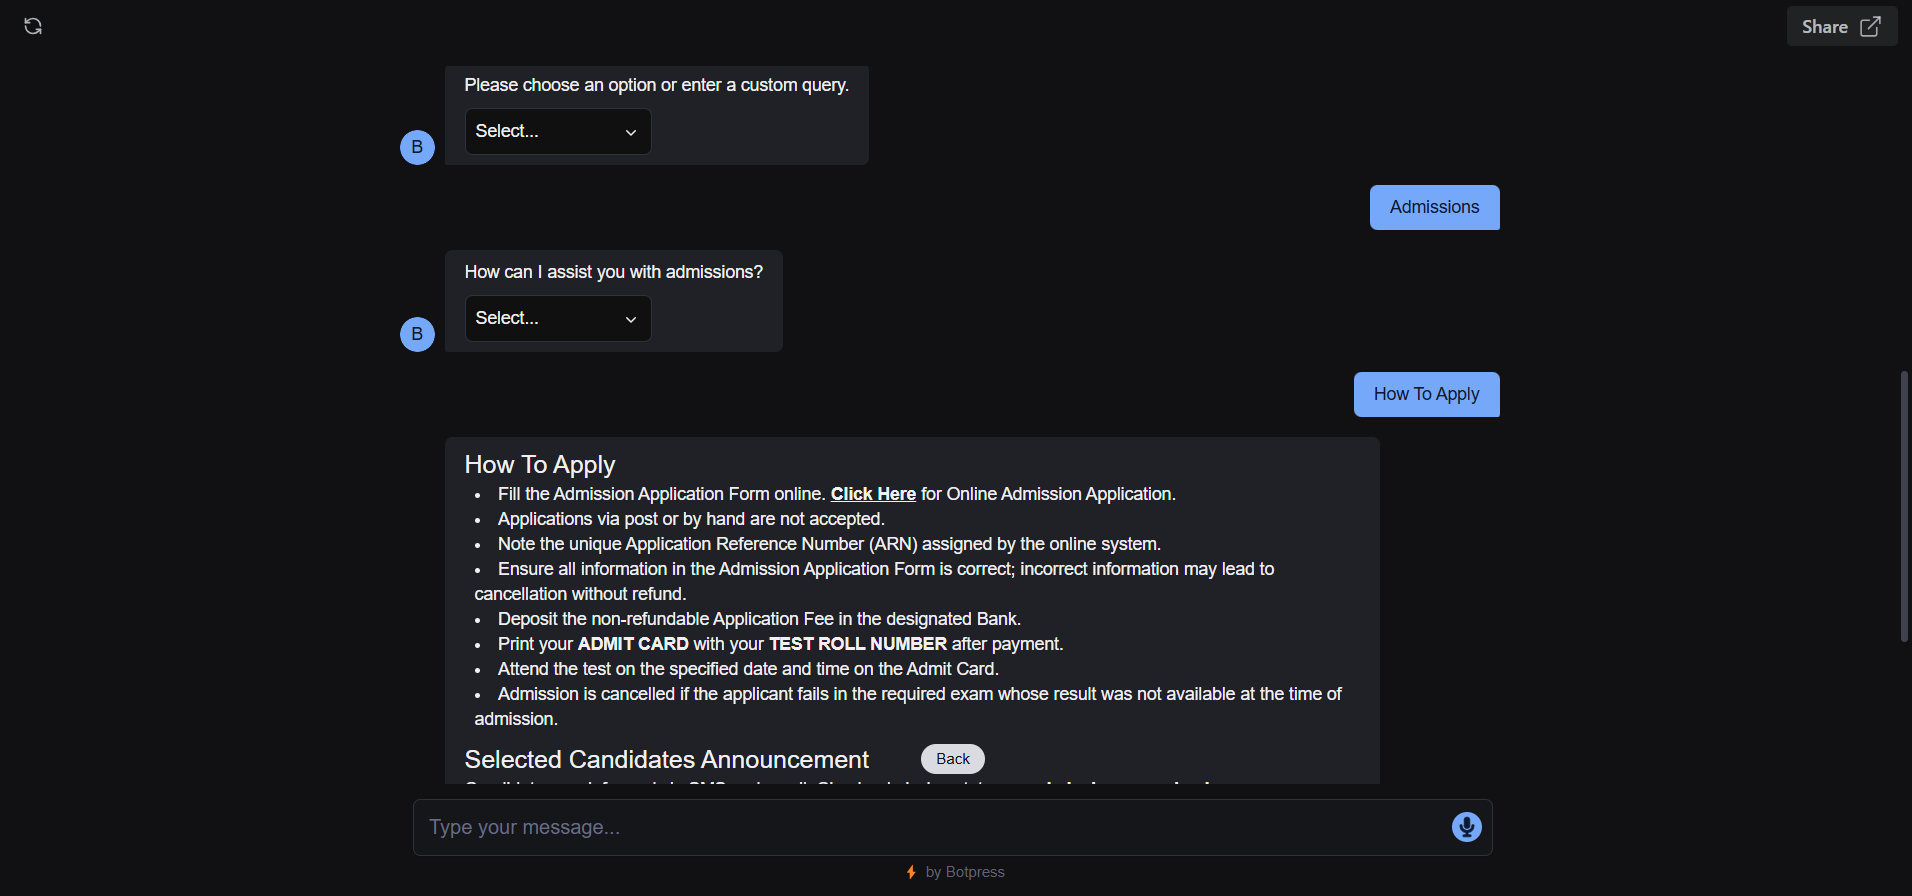 Share
Please choose an option or enter a custom query.
Select...
B
Admissions
How can I assist you with admissions?
Select...
B
How To Apply
How To Apply
• Fill the Admission Application Form online. Click Here for Online Admission Application.
• Applications via post or by hand are not accepted.
• Note the unique Application Reference Number (ARN) assigned by the online system.
• Ensure all information in the Admission Application Form is correct; incorrect information may lead to
cancellation without refund.
• Deposit the non-refundable Application Fee in the designated Bank.
• Print your ADMIT CARD with your TEST ROLL NUMBER after payment.
• Attend the test on the specified date and time on the Admit Card.
• Admission is cancelled if the applicant fails in the required exam whose result was not available at the time of
admission.
Selected Candidates Announcement
Back
Type your message...
by Botpress